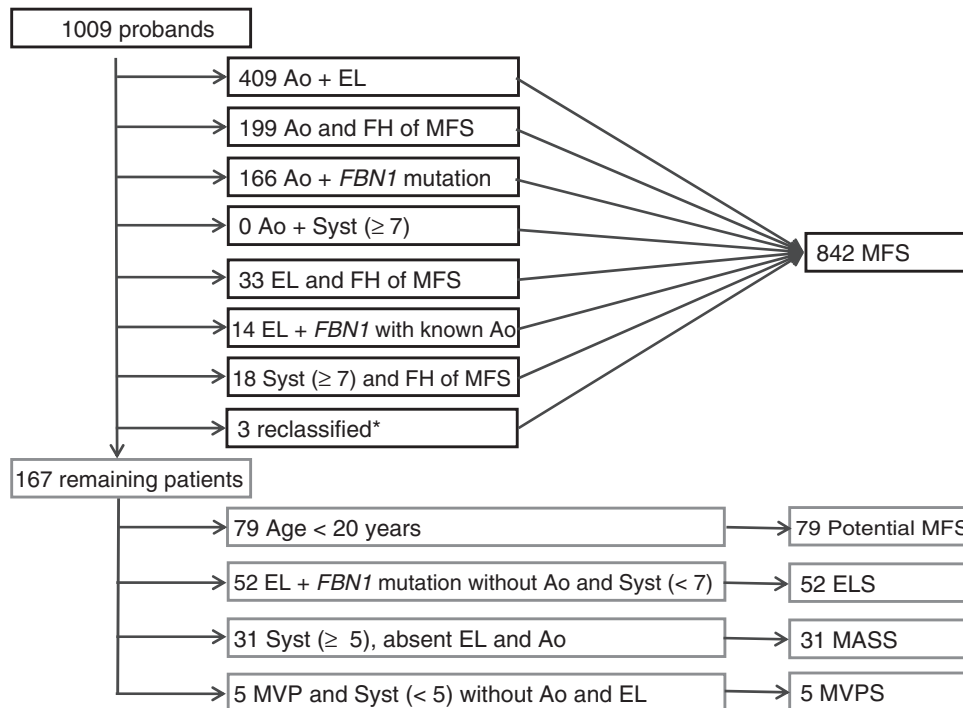 1009 probands
409 Ao + EL
199 Ao and FH of MFS
166 Ao + FBN1 mutation
0 Ao + Syst (≥ 7)
842 MFS
33 EL and FH of MFS
14 EL + FBN1 with known Ao
18 Syst (≥ 7) and FH of MFS
3 reclassified*
167 remaining patients
79 Age < 20 years
79 Potential MFS
52 EL + FBN1 mutation without Ao and Syst (< 7)
52 ELS
31 Syst (≥ 5), absent EL and Ao
31 MASS
5 MVP and Syst (< 5) without Ao and EL
5 MVPS